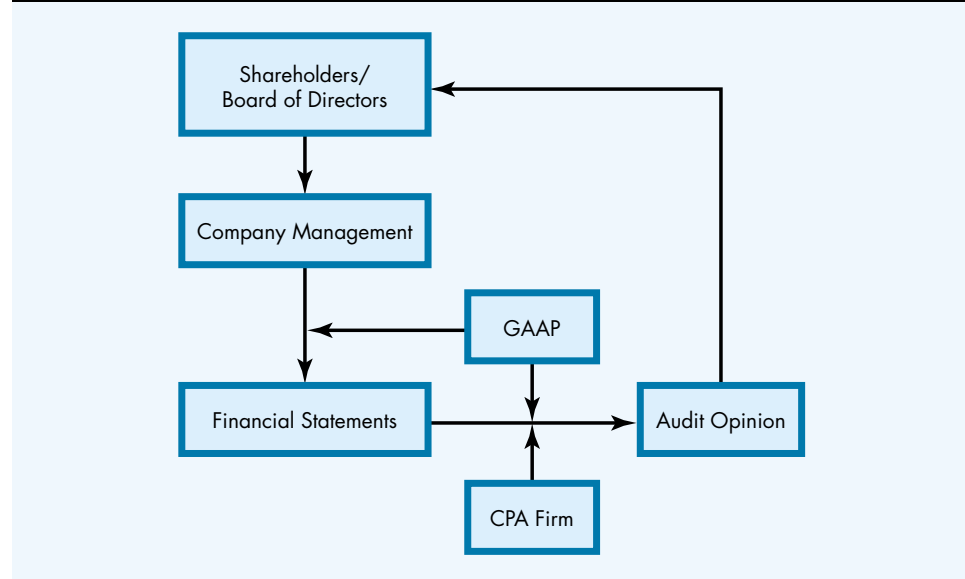 Shareholders/
Board of Directors
Company Management
GAAP
Financial Statements
Audit Opinion
CPA Firm